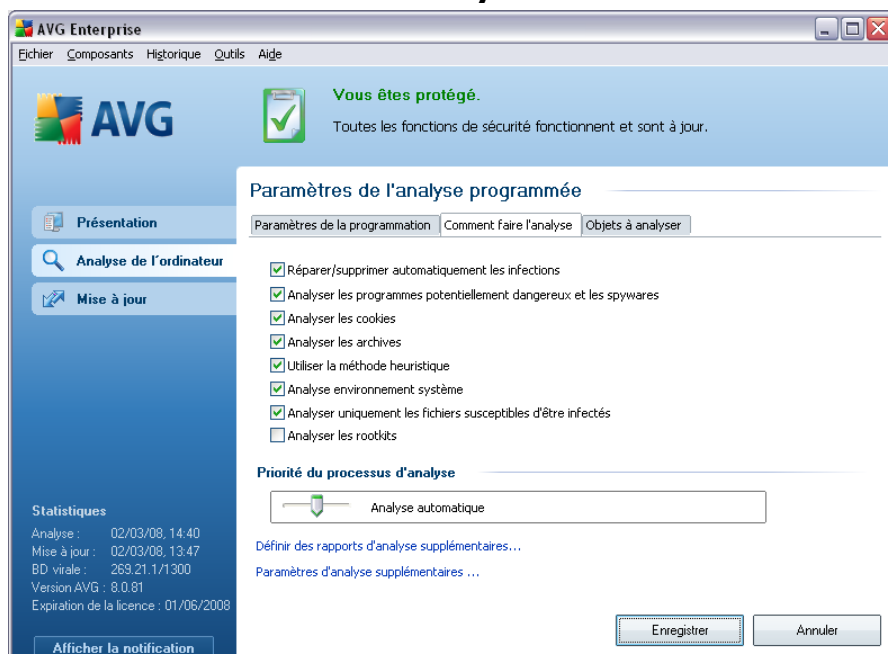 AVG Enterprise
Fichier Composants Historique Outils Aide
AVG
Vous êtes protégé.
Toutes les fonctions de sécurité fonctionnent et sont à jour.
Présentation
Analyse de l'ordinateur
Mise à jour
Paramètres de l'analyse programmée
Paramètres de la programmation Comment faire l'analyse Objets à analyser
Réparer/supprimer automatiquement les infections
Analyser les programmes potentiellement dangereux et les spywares
Analyser les cookies
Analyser les archives
Utiliser la méthode heuristique
Analyse environnement système
Analyser uniquement les fichiers susceptibles d'être infectés
Analyser les rootkits
Priorité du processus d'analyse
Analyse automatique
Définir des rapports d'analyse supplémentaires...
Paramètres d'analyse supplémentaires ...
Statistiques
Analyse : 02/03/08, 14:40
Mise à jour : 02/03/08, 13:47
BD virale : 269.21.1/1300
Version AVG : 8.0.81
Expiration de la licence : 01/06/2008
Afficher la notification
Enregistrer Annuler